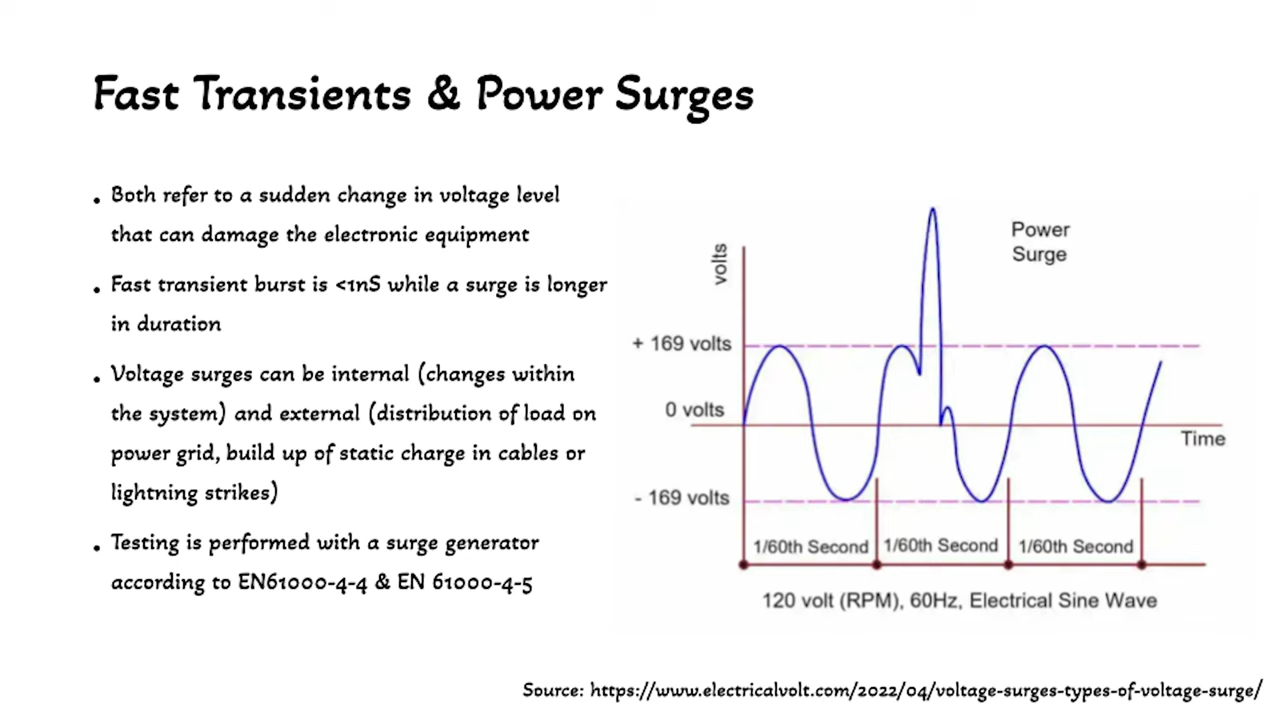 Fast Transients & Power Surges
• Both refer to a sudden change in voltage level
that can damage the electronic equipment
• Fast transient burst is <1nS while a surge is longer
in duration
• Voltage surges can be internal (changes within
the system) and external (distribution of load on
power grid, build up of static charge in cables or
lightning strikes)
• Testing is performed with a surge generator
according to EN61000-4-4 & EN 61000-4-5
Power
Surge
volts
+ 169 volts
0 volts
Time
- 169 volts
1/60th Second 1/60th Second 1/60th Second
120 volt (RPM), 60Hz, Electrical Sine Wave
Source: https://www.electricalvolt.com/2022/04/voltage-surges-types-of-voltage-surge/